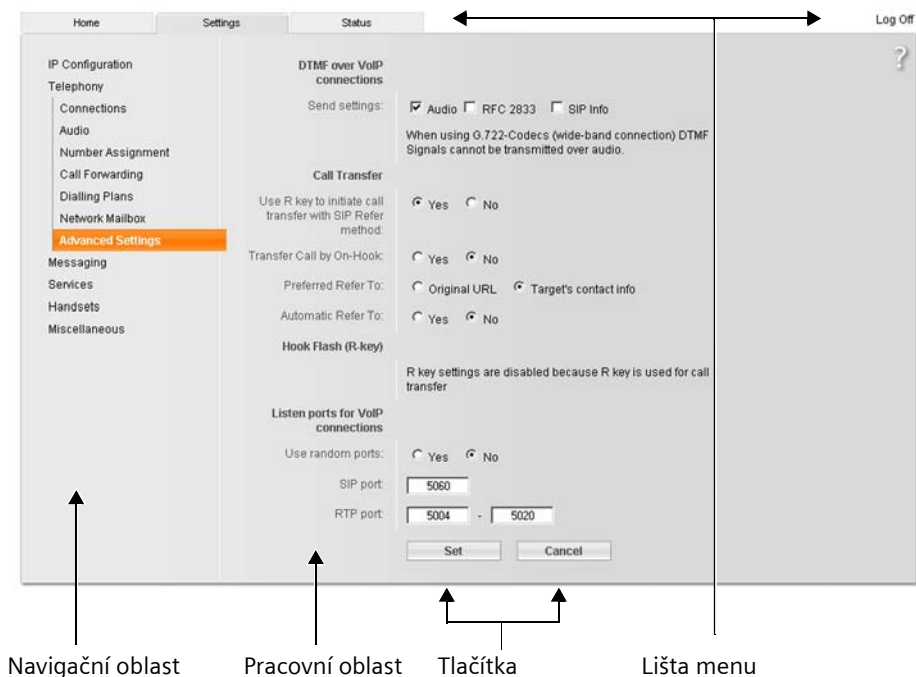 Home Settings Status Log Off
?
IP Configuration
Telephony
Connections
Audio
Number Assignment
Call Forwarding
Dialling Plans
Network Mailbox
Advanced Settings
Messaging
Services
Handsets
Miscellaneous
DTMF over VoIP
connections
Send settings: Audio RFC 2833 SIP Info
When using G.722-Codecs (wide-band connection) DTMF
Signals cannot be transmitted over audio.
Call Transfer
Use R key to initiate call
transfer with SIP Refer
method:
Yes No
Transfer Call by On-Hook: Yes No
Preferred Refer To: Original URL Target's contact info
Automatic Refer To: Yes No
Hook Flash (R-key)
R key settings are disabled because R key is used for call
transfer
Listen ports for VoIP
connections
Use random ports: Yes No
SIP port: 5060
RTP port: 5004 - 5020
Set Cancel
Navigační oblast Pracovní oblast Tlačítka Lišta menu